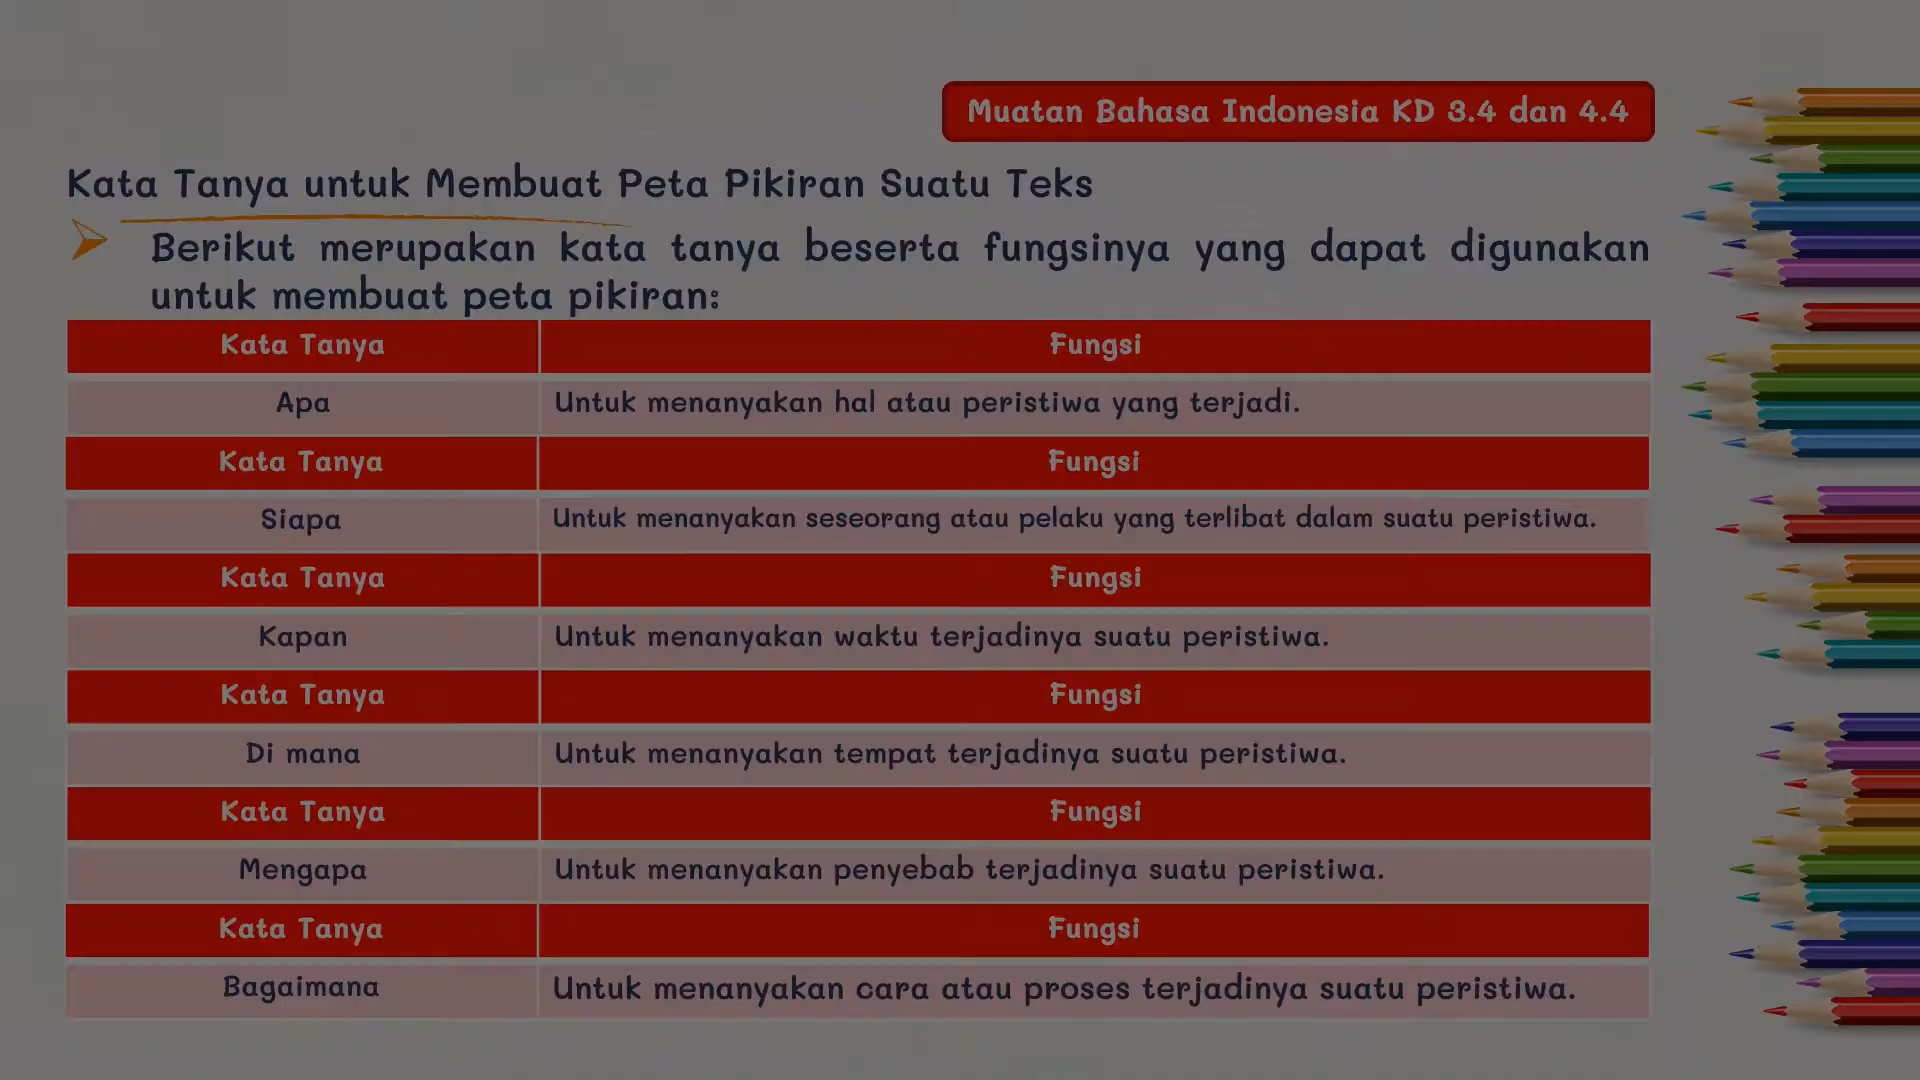 Muatan Bahasa Indonesia KD 3.4 dan 4.4
Kata Tanya untuk Membuat Peta Pikiran Suatu Teks
Berikut merupakan kata tanya beserta fungsinya yang dapat digunakan
untuk membuat peta pikiran:
Kata Tanya Fungsi
Apa Untuk menanyakan hal atau peristiwa yang terjadi.
Kata Tanya Fungsi
Siapa Untuk menanyakan seseorang atau pelaku yang terlibat dalam suatu peristiwa.
Kata Tanya Fungsi
Kapan Untuk menanyakan waktu terjadinya suatu peristiwa.
Kata Tanya Fungsi
Di mana Untuk menanyakan tempat terjadinya suatu peristiwa.
Kata Tanya Fungsi
Mengapa Untuk menanyakan penyebab terjadinya suatu peristiwa.
Kata Tanya Fungsi
Bagaimana Untuk menanyakan cara atau proses terjadinya suatu peristiwa.